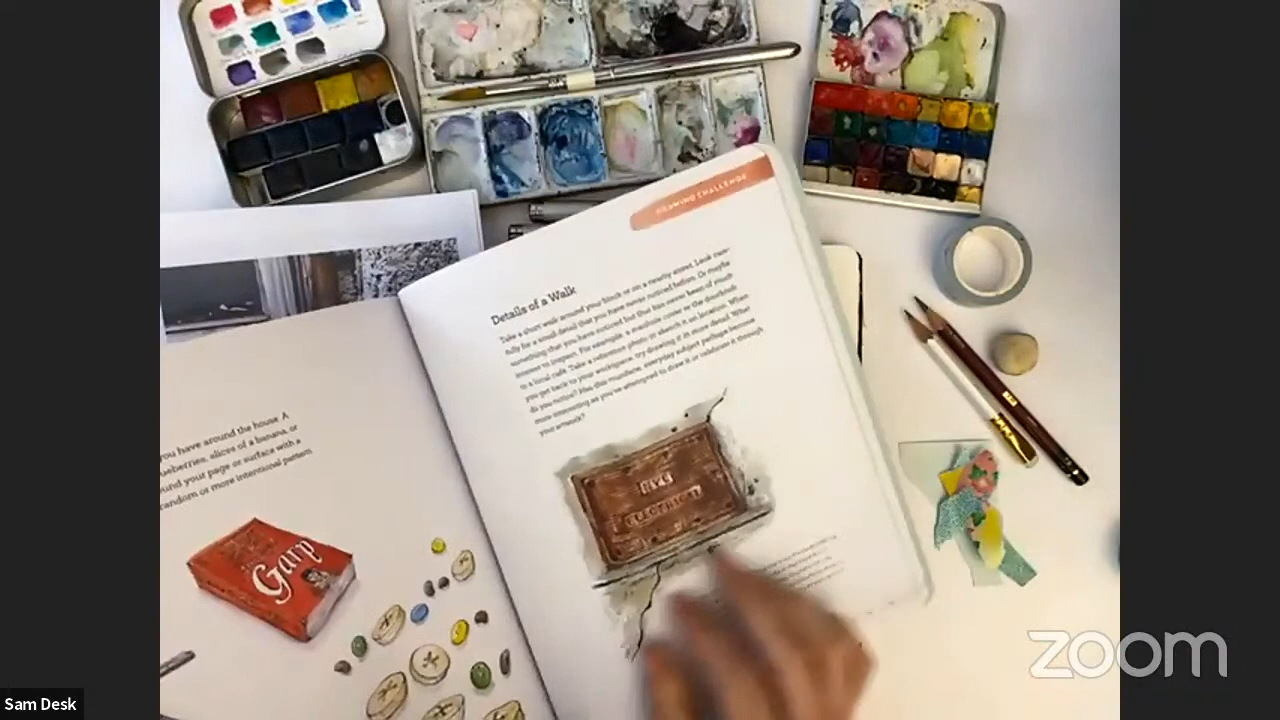 DRAWING CHALLENGE
Details of a Walk
Take a short walk around your block or on a nearby street. Look care-
fully for a small detail that you have never noticed before. Or maybe
something that you have noticed but that has never been of much
interest to inspect. For example, a manhole cover or the doorknob
to a local café. Take a reference photo or sketch it on location. When
you get back to your workspace, try drawing it in more detail. What
do you notice? Has this mundane, everyday subject perhaps become
more interesting as you've attempted to draw it or celebrate it through
your artwork?
NYC
ELECTRICAL
you have around the house. A
ueberries, slices of a banana, or
ound your page or surface with a
random or more intentional pattern.
Garp
zoom
Sam Desk